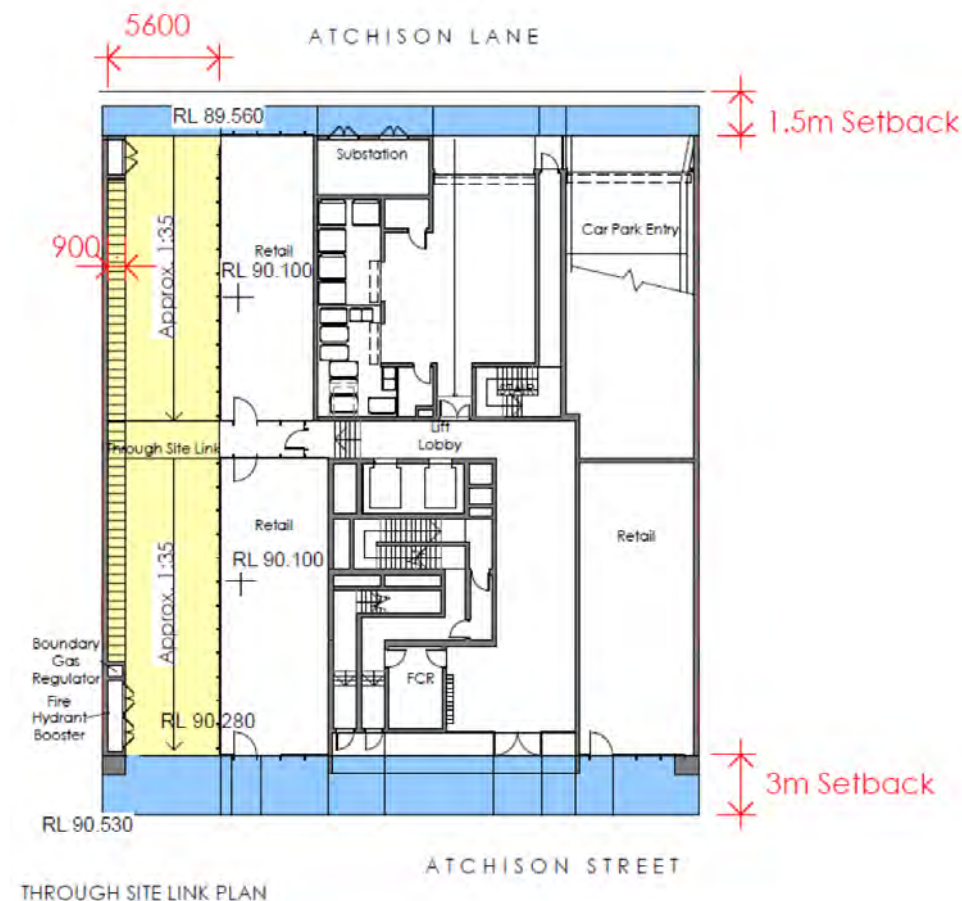 5600
ATCHISON LANE
RL 89.560
1.5m Setback
Substation
Car Park Entry
900
Approx. 1:35
Retail
RL 90.100
Through Site Link
Lift
Lobby
Approx. 1:35
Retail
RL 90.100
Retail
Boundary
Gas
Regulator
Fire
Hydrant
Booster
FCR
RL 90.280
3m Setback
RL 90.530
ATCHISON STREET
THROUGH SITE LINK PLAN